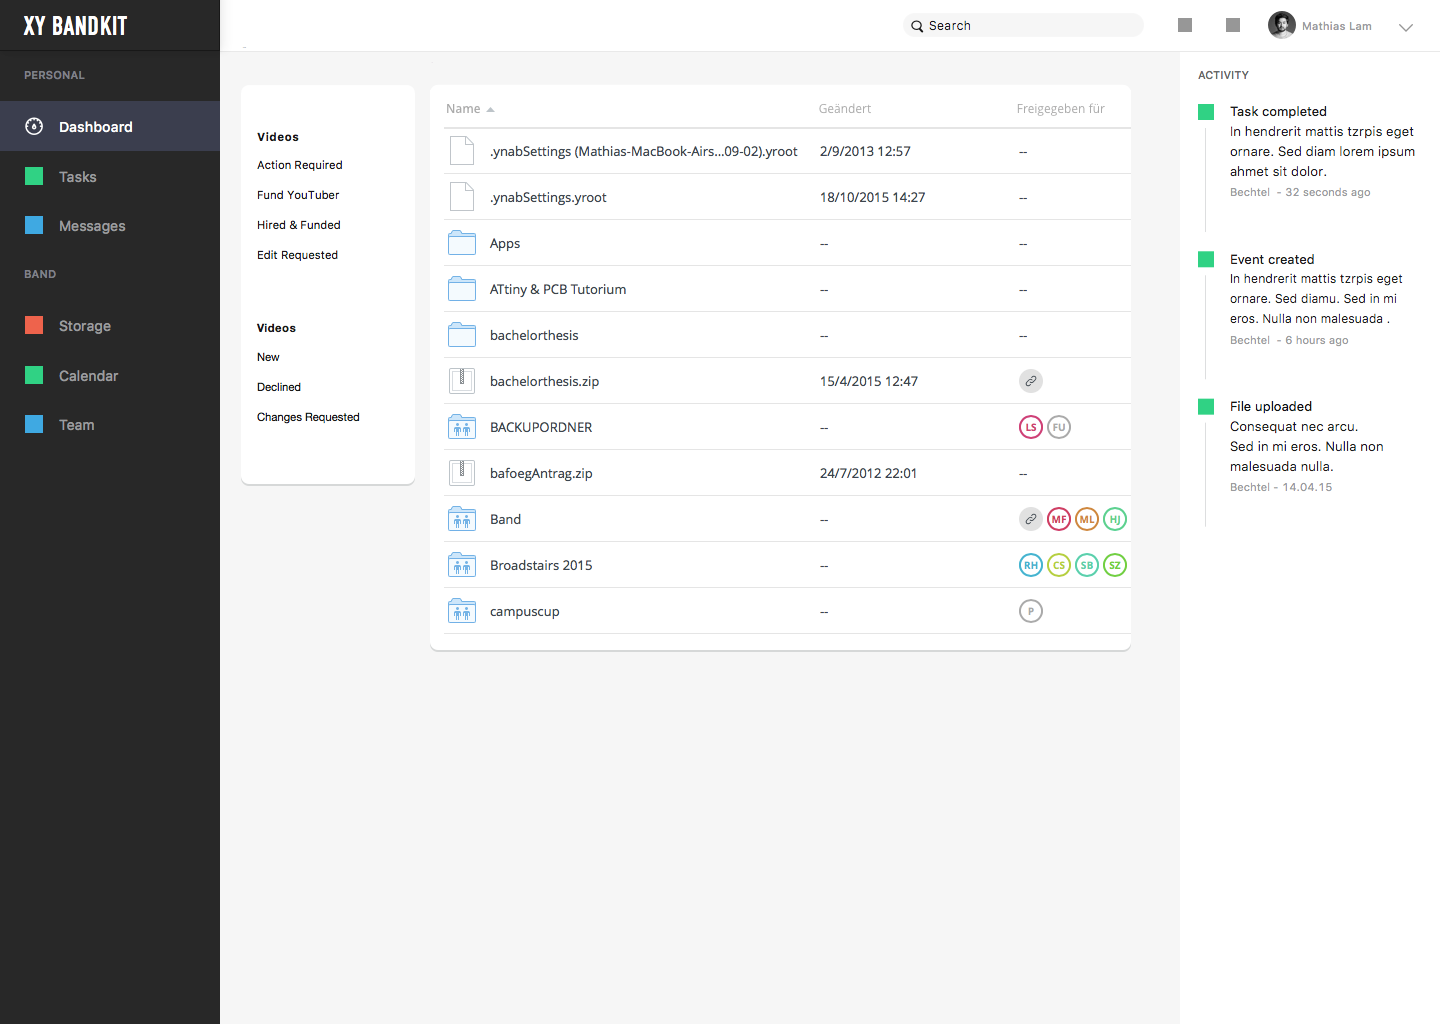 XY BANDKIT
Search
Mathias Lam
PERSONAL
Dashboard
Tasks
Messages
BAND
Storage
Calendar
Team
Videos
Action Required
Fund YouTuber
Hired & Funded
Edit Requested
Videos
New
Declined
Changes Requested
Name Geändert Freigegeben für
.ynabSettings (Mathias-MacBook-Airs...09-02).yroot 2/9/2013 12:57 --
.ynabSettings.yroot 18/10/2015 14:27 --
Apps -- --
ATtiny & PCB Tutorium -- --
bachelorthesis -- --
bachelorthesis.zip 15/4/2015 12:47
BACKUPORDNER -- LS FU
bafoegAntrag.zip 24/7/2012 22:01 --
Band -- MF ML HJ
Broadstairs 2015 -- RH CS SB SZ
campuscup -- P
ACTIVITY
Task completed
In hendrerit mattis tzrpis eget
ornare. Sed diam lorem ipsum
ahmet sit dolor.
Bechtel - 32 seconds ago
Event created
In hendrerit mattis tzrpis eget
ornare. Sed diamu. Sed in mi
eros. Nulla non malesuada .
Bechtel - 6 hours ago
File uploaded
Consequat nec arcu.
Sed in mi eros. Nulla non
malesuada nulla.
Bechtel - 14.04.15